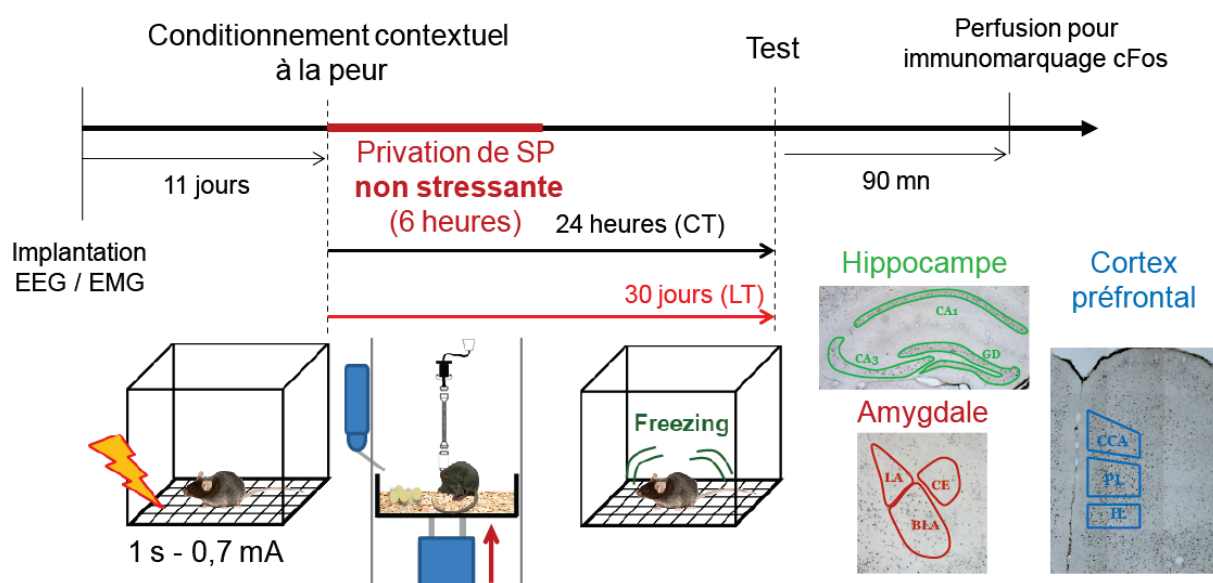 Conditionnement contextuel
à la peur
Test
Perfusion pour
immunomarquage cFos
11 jours
Privation de SP
non stressante
(6 heures)
90 mn
24 heures (CT)
Implantation
EEG / EMG
30 jours (LT)
Hippocampe
CA1
CA3
GD
Cortex
préfrontal
Amygdale
LA
CE
BLA
CCA
PL
IL
Freezing
1 s - 0,7 mA